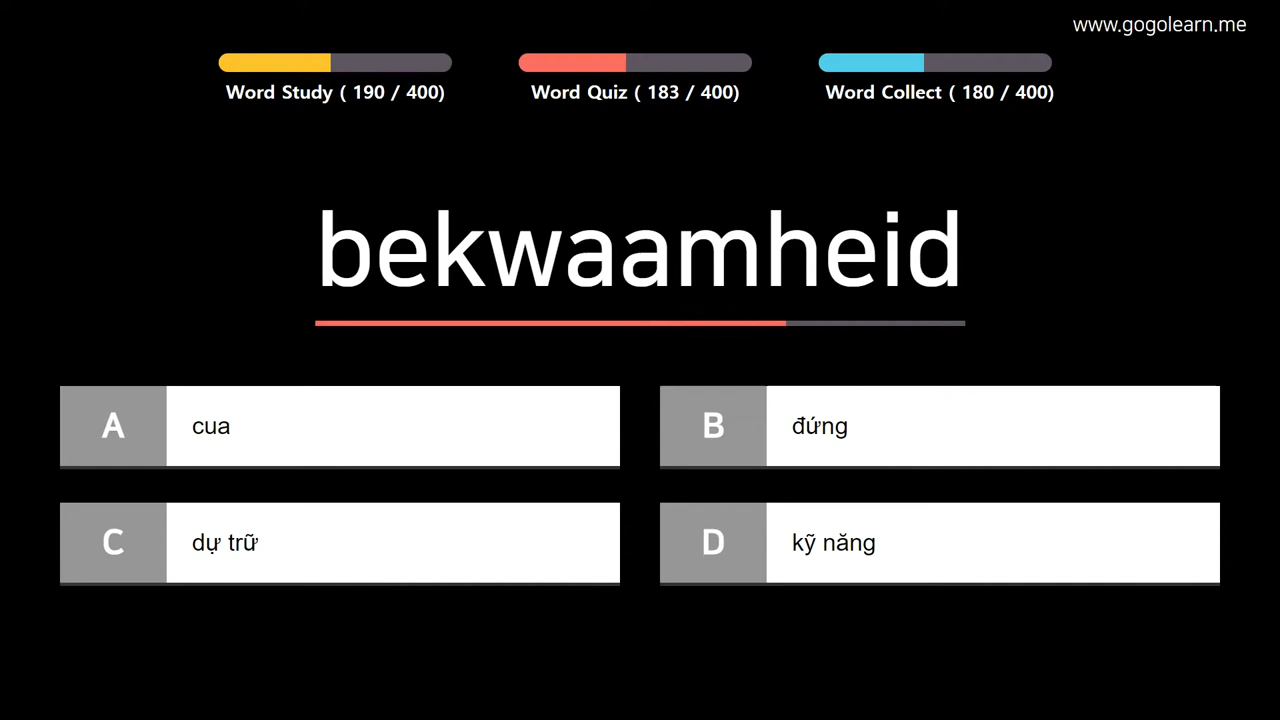 www.gogolearn.me
Word Study ( 190 / 400)
Word Quiz ( 183 / 400)
Word Collect ( 180 / 400)
bekwaamheid
A cua
B đứng
C dự trữ
D kỹ năng